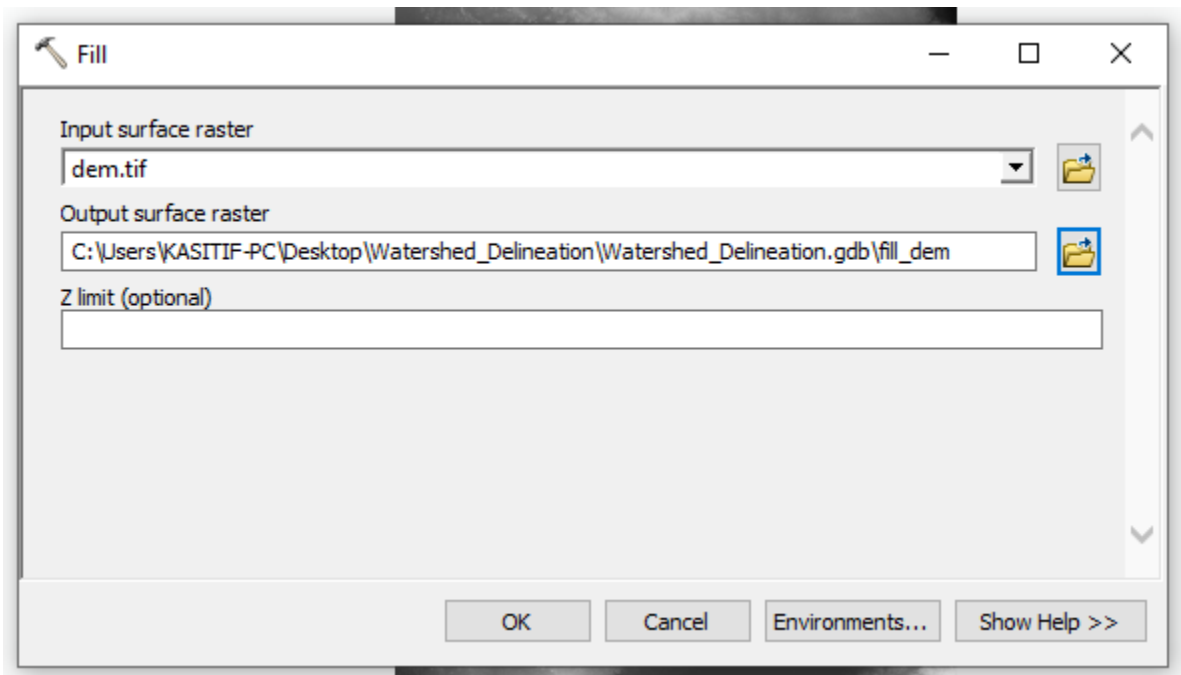 Fill
Input surface raster
dem.tif
Output surface raster
C:\Users\KASITIF-PC\Desktop\Watershed_Delineation\Watershed_Delineation.gdb\fill_dem
Z limit (optional)
OK Cancel Environments... Show Help >>